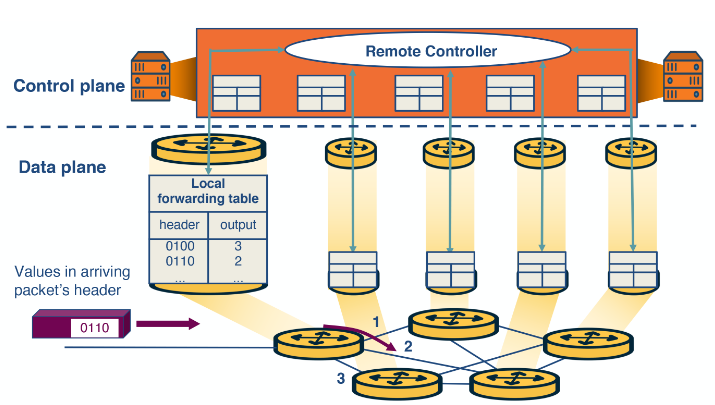 Remote Controller
Control plane
Data plane
Local
forwarding table
header output
0100 3
0110 2
... ...
Values in arriving
packet's header
0110
1
2
3